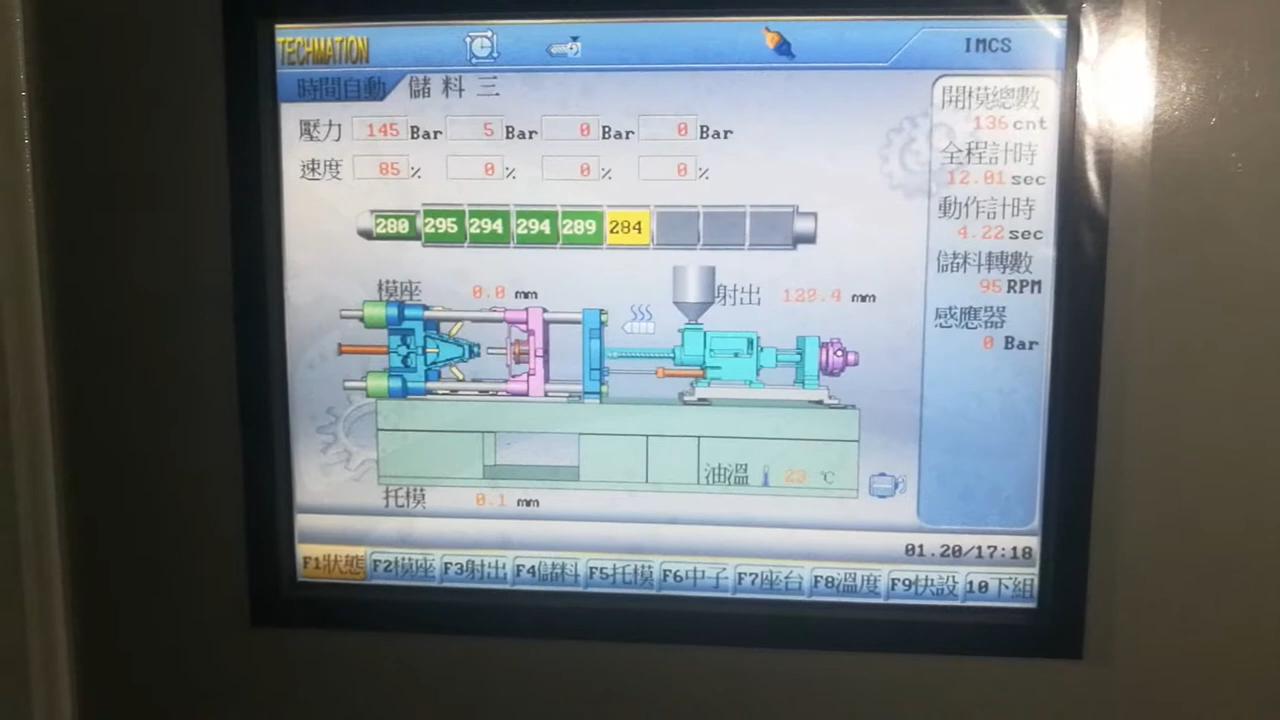 TECHMATION IMCS
時間自動 儲料三
壓力 145 Bar 5 Bar 0 Bar 0 Bar
速度 85 % 0 % 0 % 0 %
280 295 294 294 289 284
模座 0.0 mm
射出 129.4 mm
油溫 23 ℃
托模 0.1 mm
開模總數
136 cnt
全程計時
12.01 sec
動作計時
4.22 sec
儲料轉數
95 RPM
感應器
0 Bar
01.20/17:18
F1狀態 F2模座 F3射出 F4儲料 F5托模 F6中子 F7座台 F8溫度 F9快設 10下組